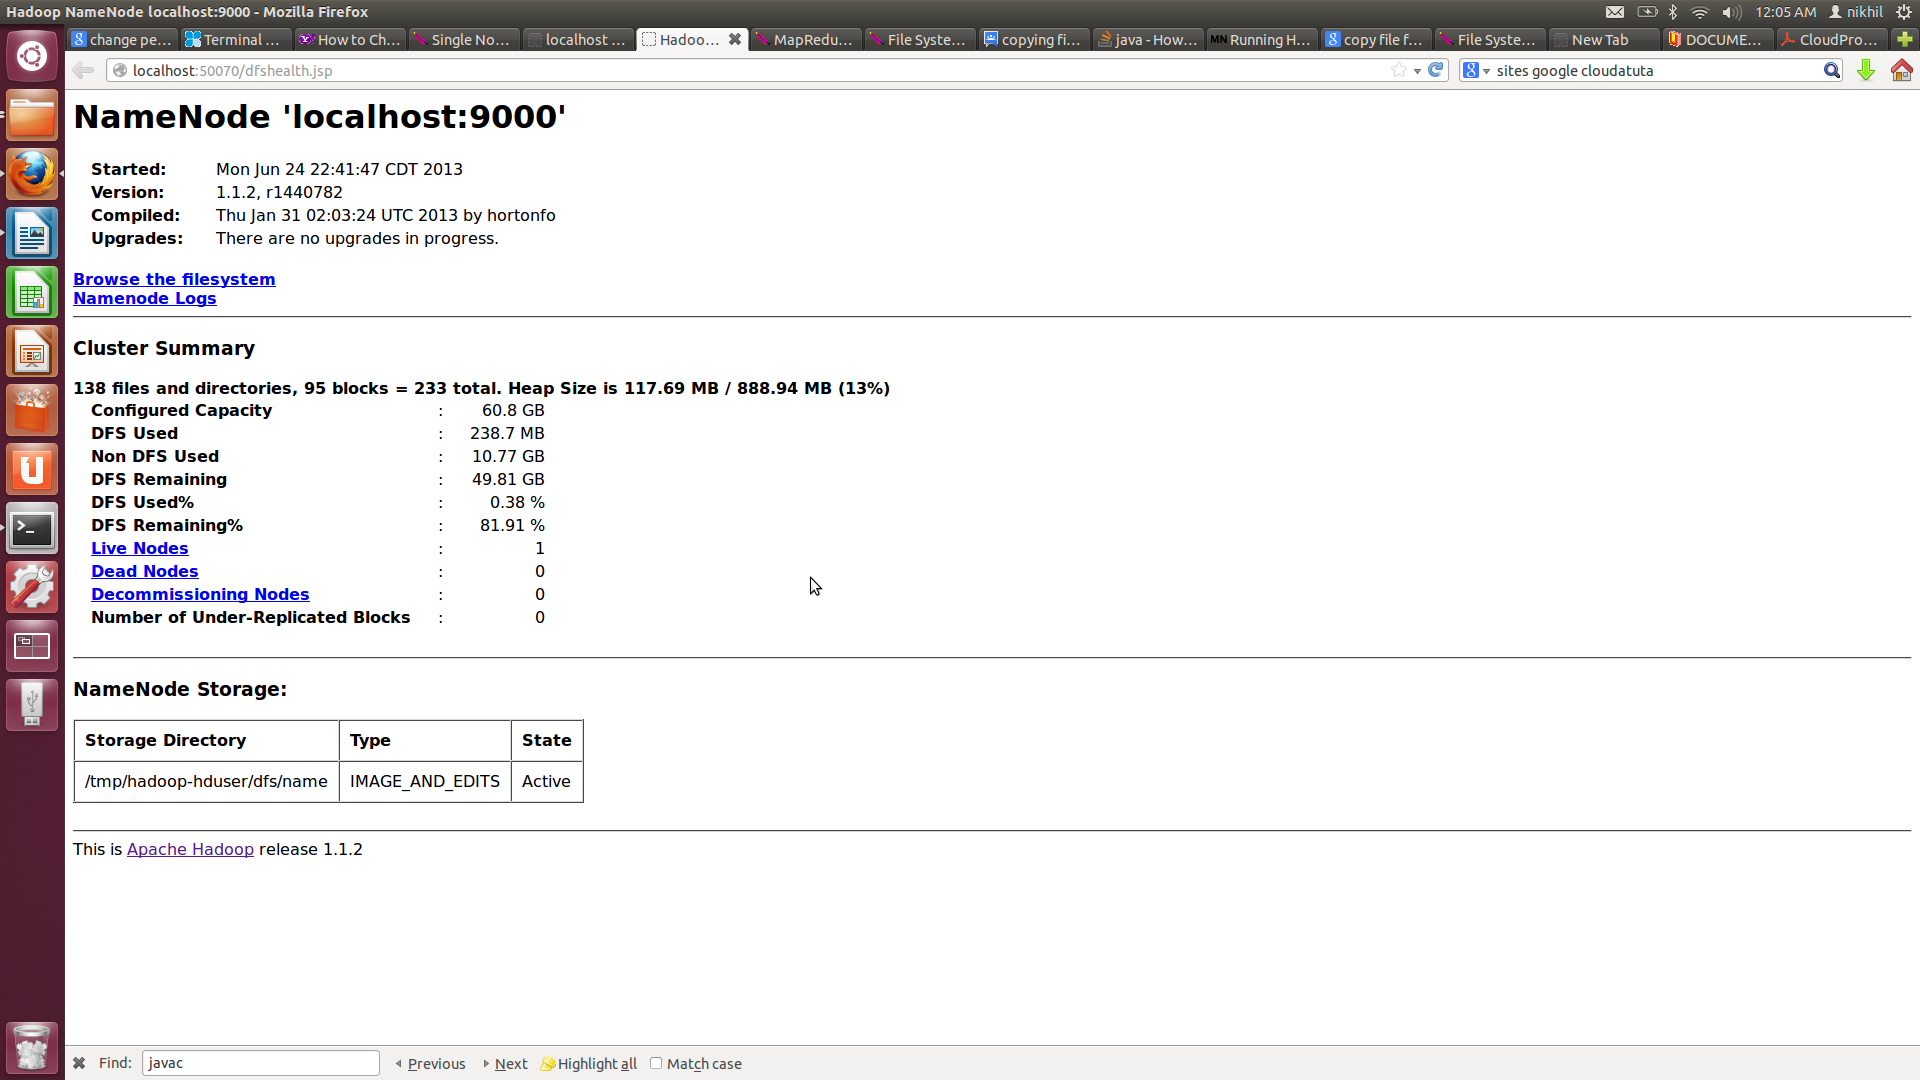 Hadoop NameNode localhost:9000 - Mozilla Firefox
12:05 AM nikhil
change pe... Terminal ... How to Ch... Single No... localhost ... Hadoo... MapRedu... File Syste... copying fi... java - How... MN Running H... copy file f... File Syste... New Tab DOCUME... CloudPro...
localhost:50070/dfshealth.jsp
sites google cloudatuta
NameNode 'localhost:9000'
Started: Mon Jun 24 22:41:47 CDT 2013
Version: 1.1.2, r1440782
Compiled: Thu Jan 31 02:03:24 UTC 2013 by hortonfo
Upgrades: There are no upgrades in progress.
Browse the filesystem
Namenode Logs
Cluster Summary
138 files and directories, 95 blocks = 233 total. Heap Size is 117.69 MB / 888.94 MB (13%)
Configured Capacity : 60.8 GB
DFS Used : 238.7 MB
Non DFS Used : 10.77 GB
DFS Remaining : 49.81 GB
DFS Used% : 0.38 %
DFS Remaining% : 81.91 %
Live Nodes : 1
Dead Nodes : 0
Decommissioning Nodes : 0
Number of Under-Replicated Blocks : 0
NameNode Storage:
Storage Directory Type State
/tmp/hadoop-hduser/dfs/name IMAGE_AND_EDITS Active
This is Apache Hadoop release 1.1.2
Find: javac Previous Next Highlight all Match case